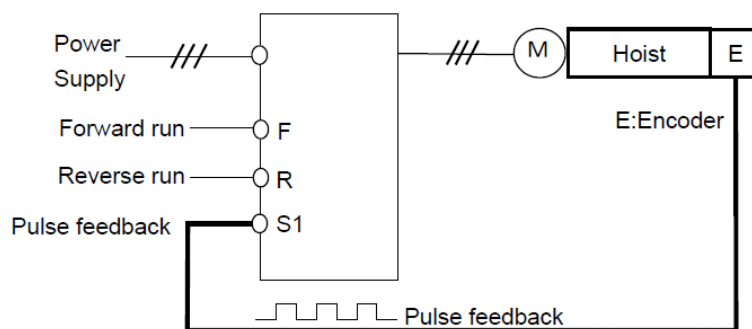 Power
Supply
M
Hoist
E
E:Encoder
Forward run
F
Reverse run
R
Pulse feedback
S1
Pulse feedback